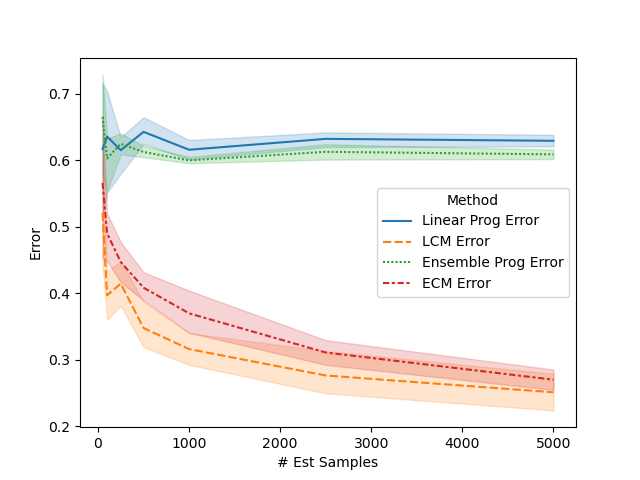 0.7
0.6
0.5
0.4
0.3
0.2
Error
0 1000 2000 3000 4000 5000
# Est Samples
Method
Linear Prog Error
LCM Error
Ensemble Prog Error
ECM Error